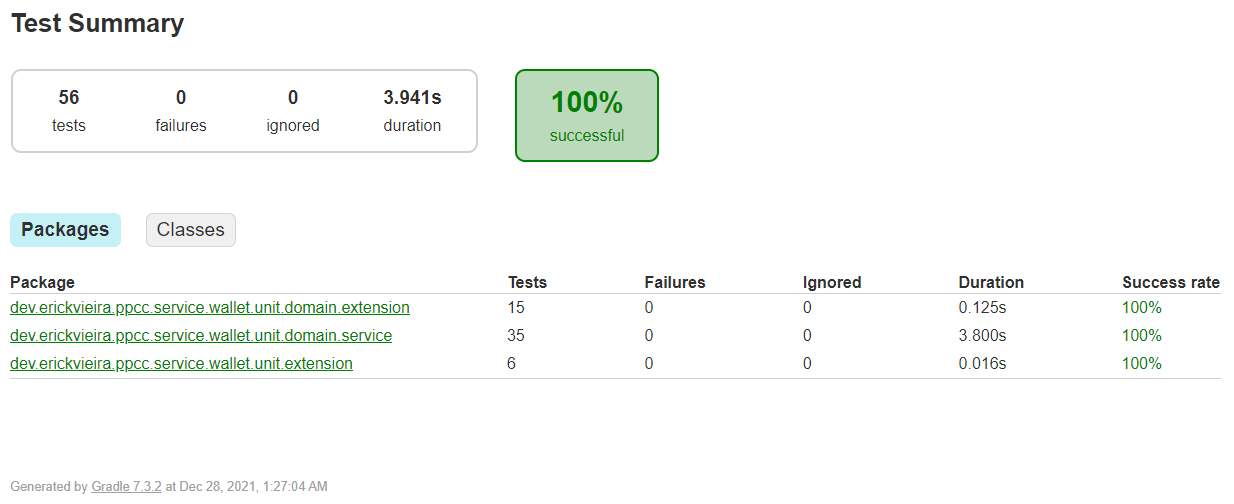 Test Summary
56 0 0 3.941s
tests failures ignored duration
100%
successful
Packages Classes
Package Tests Failures Ignored Duration Success rate
dev.erickvieira.ppcc.service.wallet.unit.domain.extension 15 0 0 0.125s 100%
dev.erickvieira.ppcc.service.wallet.unit.domain.service 35 0 0 3.800s 100%
dev.erickvieira.ppcc.service.wallet.unit.extension 6 0 0 0.016s 100%
Generated by Gradle 7.3.2 at Dec 28, 2021, 1:27:04 AM